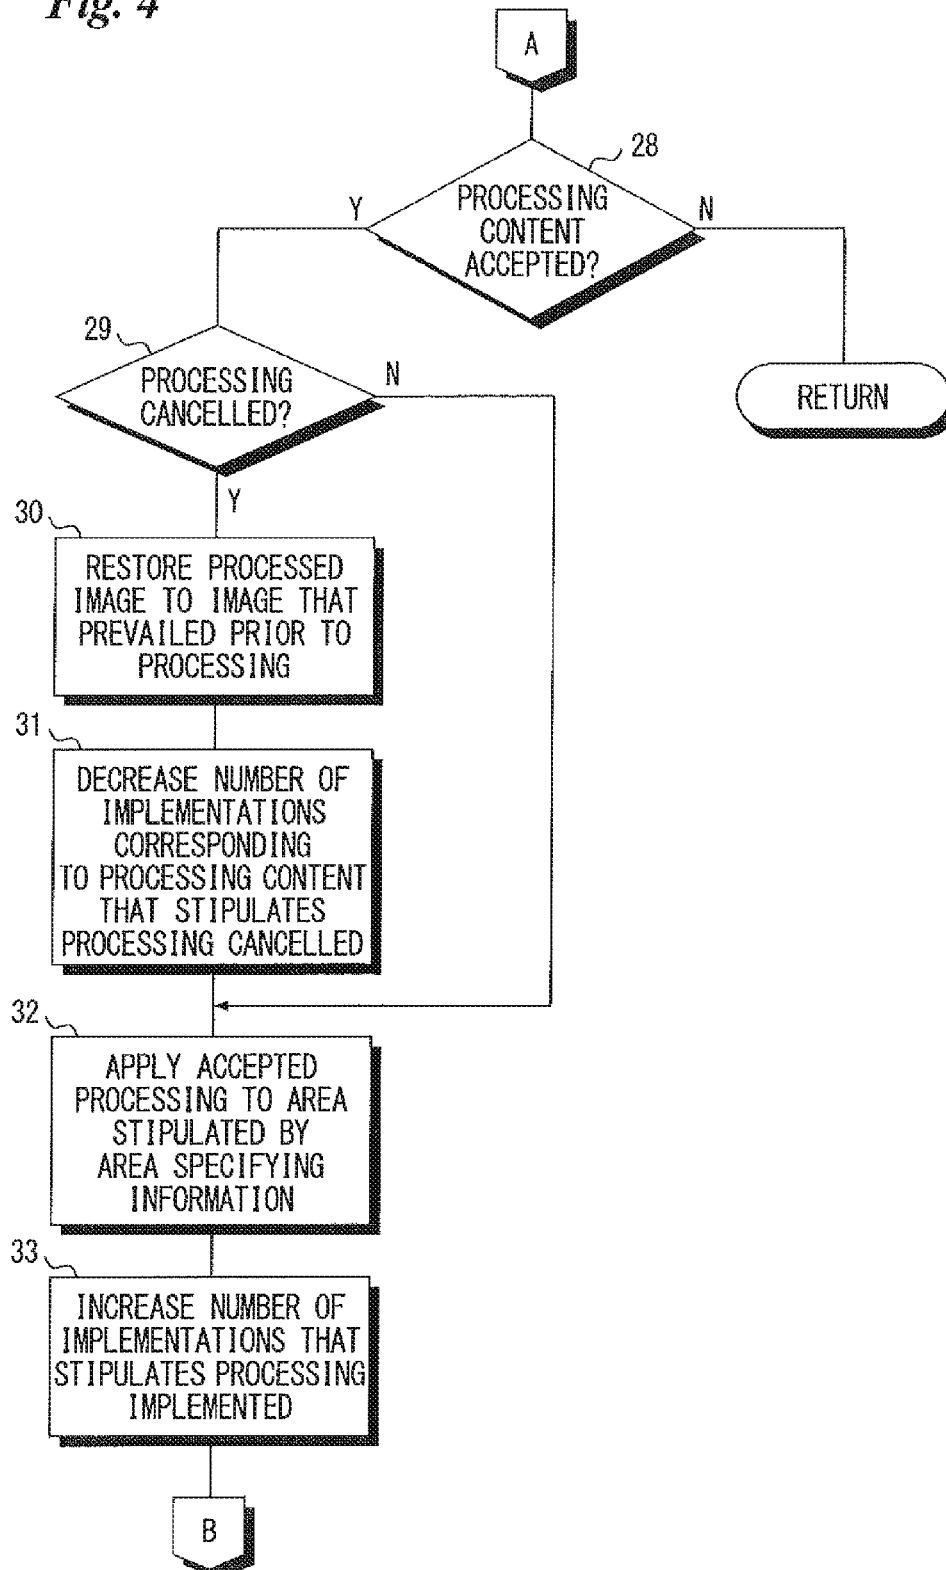 Fig. 4
A
28
PROCESSING
CONTENT
ACCEPTED?
Y
N
29
PROCESSING
CANCELLED?
N
RETURN
Y
30
RESTORE PROCESSED
IMAGE TO IMAGE THAT
PREVAILED PRIOR TO
PROCESSING
31
DECREASE NUMBER OF
IMPLEMENTATIONS
CORRESPONDING
TO PROCESSING CONTENT
THAT STIPULATES
PROCESSING CANCELLED
32
APPLY ACCEPTED
PROCESSING TO AREA
STIPULATED BY
AREA SPECIFYING
INFORMATION
33
INCREASE NUMBER OF
IMPLEMENTATIONS THAT
STIPULATES PROCESSING
IMPLEMENTED
B